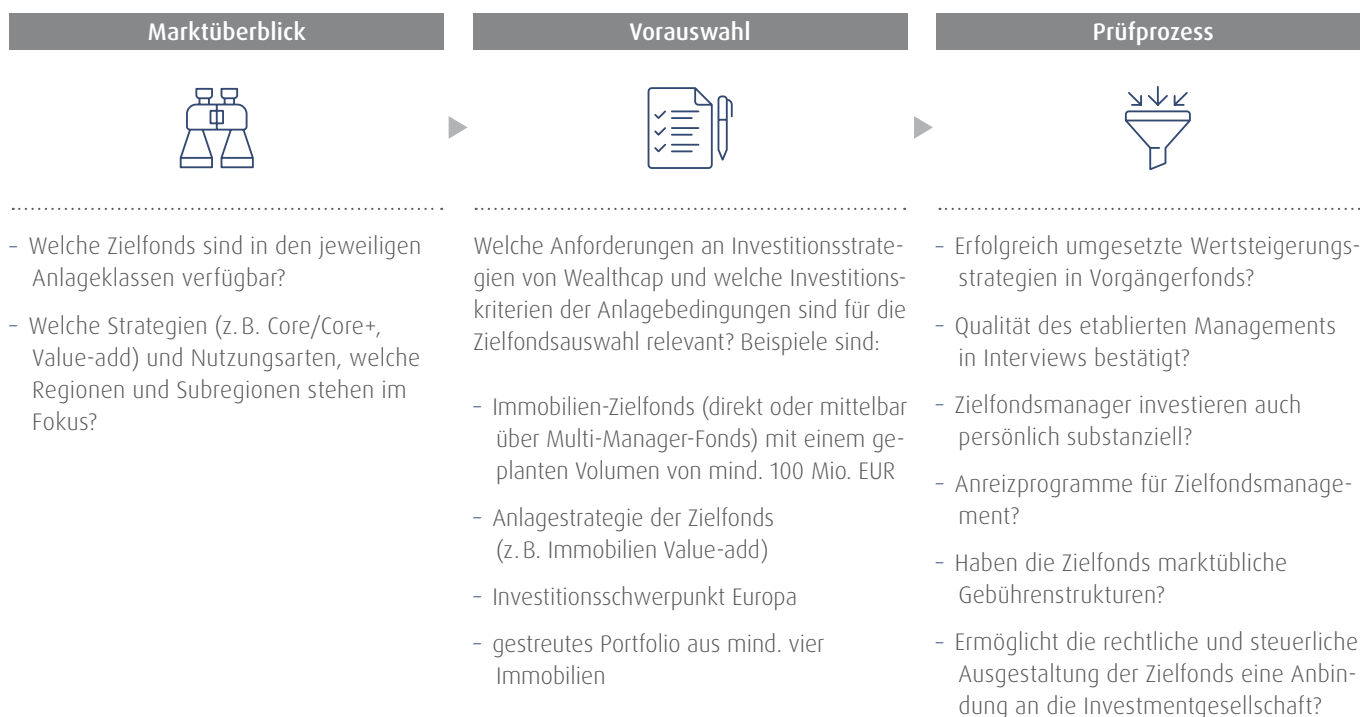 Marktüberblick
– Welche Zielfonds sind in den jeweiligen
Anlageklassen verfügbar?
– Welche Strategien (z. B. Core/Core+,
Value-add) und Nutzungsarten, welche
Regionen und Subregionen stehen im
Fokus?
Vorauswahl
Welche Anforderungen an Investitionsstrate-
gien von Wealthcap und welche Investitions-
kriterien der Anlagebedingungen sind für die
Zielfondsauswahl relevant? Beispiele sind:
– Immobilien-Zielfonds (direkt oder mittelbar
über Multi-Manager-Fonds) mit einem ge-
planten Volumen von mind. 100 Mio. EUR
– Anlagestrategie der Zielfonds
(z. B. Immobilien Value-add)
– Investitionsschwerpunkt Europa
– gestreutes Portfolio aus mind. vier
Immobilien
Prüfprozess
– Erfolgreich umgesetzte Wertsteigerungs-
strategien in Vorgängerfonds?
– Qualität des etablierten Managements
in Interviews bestätigt?
– Zielfondsmanager investieren auch
persönlich substanziell?
– Anreizprogramme für Zielfondsmanage-
ment?
– Haben die Zielfonds marktübliche
Gebührenstrukturen?
– Ermöglicht die rechtliche und steuerliche
Ausgestaltung der Zielfonds eine Anbin-
dung an die Investmentgesellschaft?